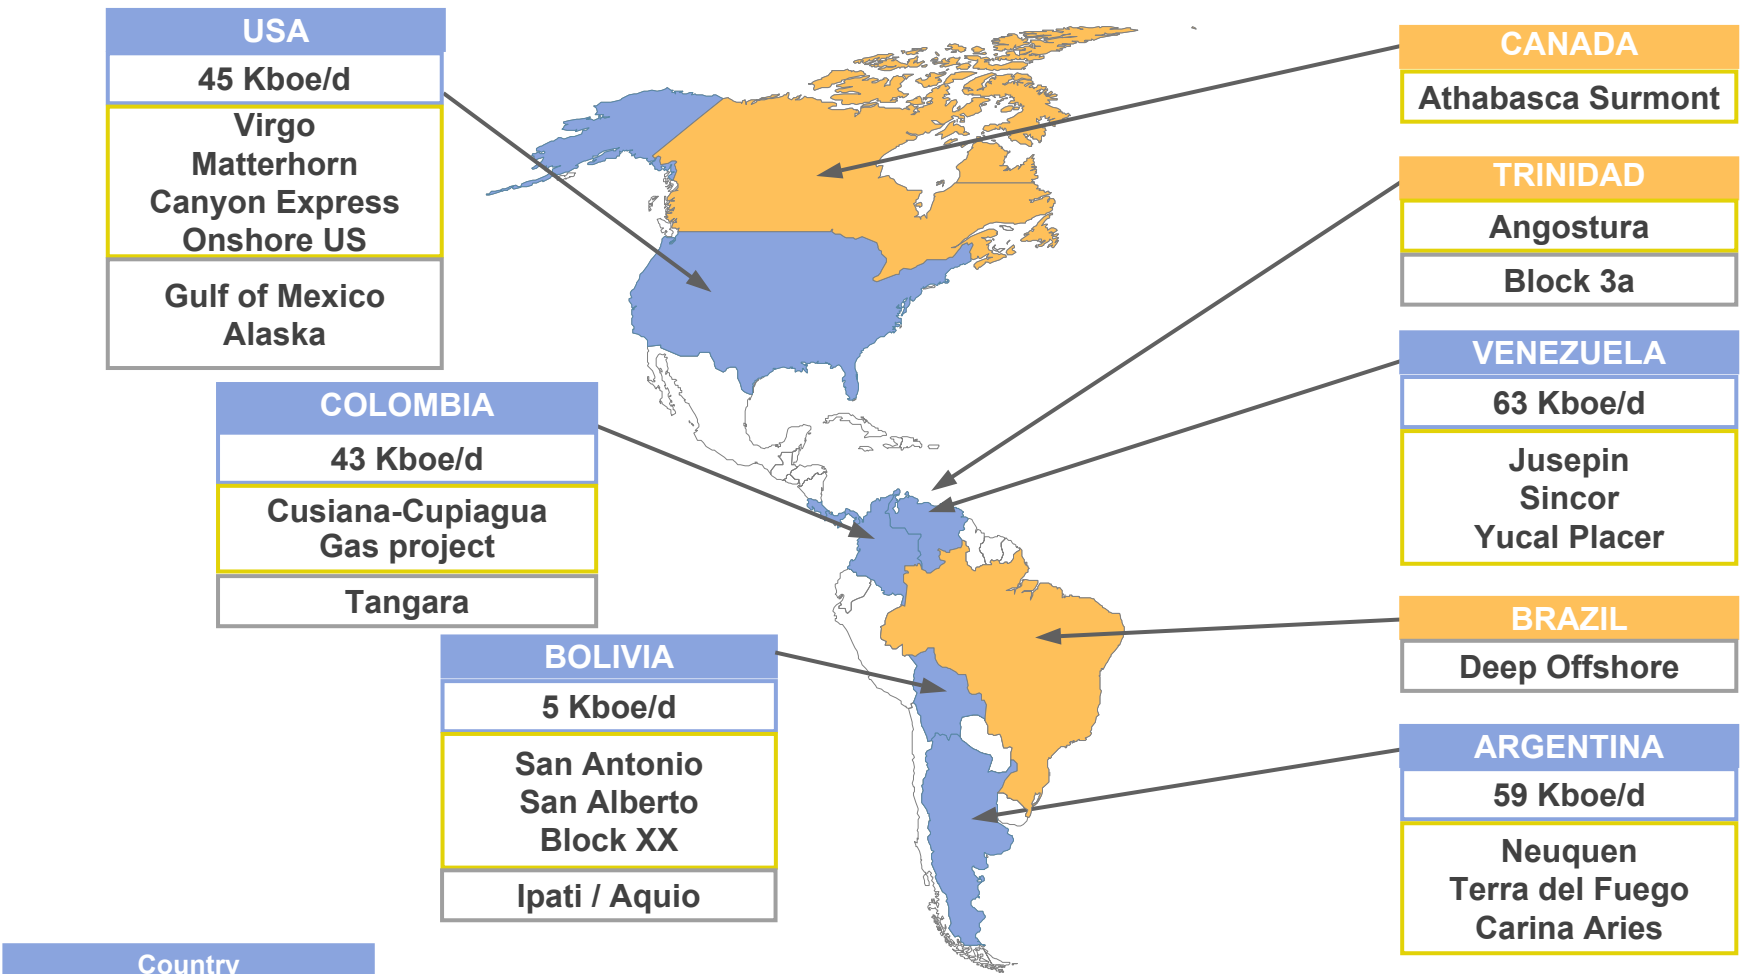 USA
45 Kboe/d
Virgo
Matterhorn
Canyon Express
Onshore US
Gulf of Mexico
Alaska
COLOMBIA
43 Kboe/d
Cusiana-Cupiagua
Gas project
Tangara
BOLIVIA
5 Kboe/d
San Antonio
San Alberto
Block XX
Ipati / Aquio
Country
CANADA
Athabasca Surmont
TRINIDAD
Angostura
Block 3a
VENEZUELA
63 Kboe/d
Jusepin
Sincor
Yucal Placer
BRAZIL
Deep Offshore
ARGENTINA
59 Kboe/d
Neuquen
Terra del Fuego
Carina Aries